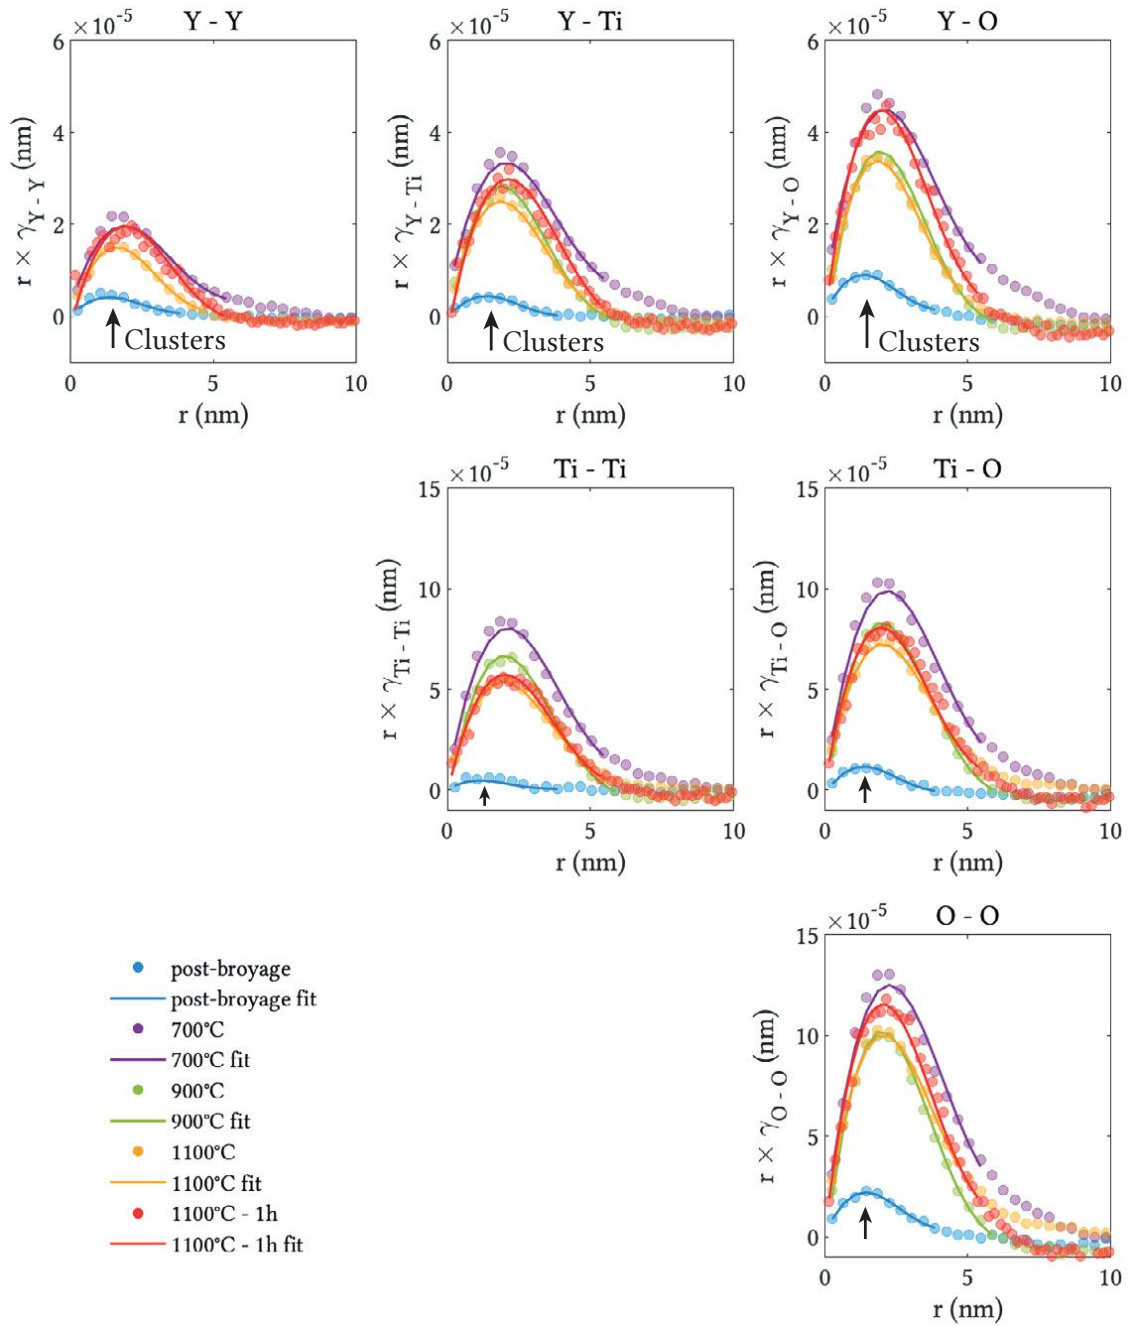 ×10⁻⁵ Y - Y
6
4
2
0
r × γY - Y (nm)
Clusters
0 5 10
r (nm)
×10⁻⁵ Y - Ti
6
4
2
0
r × γY - Ti (nm)
Clusters
0 5 10
r (nm)
×10⁻⁵ Y - O
6
4
2
0
r × γY - O (nm)
Clusters
0 5 10
r (nm)
×10⁻⁵ Ti - Ti
15
10
5
0
r × γTi - Ti (nm)
0 5 10
r (nm)
×10⁻⁵ Ti - O
15
10
5
0
r × γTi - O (nm)
0 5 10
r (nm)
×10⁻⁵ O - O
15
10
5
0
r × γO - O (nm)
0 5 10
r (nm)
post-broyage
post-broyage fit
700°C
700°C fit
900°C
900°C fit
1100°C
1100°C fit
1100°C - 1h
1100°C - 1h fit